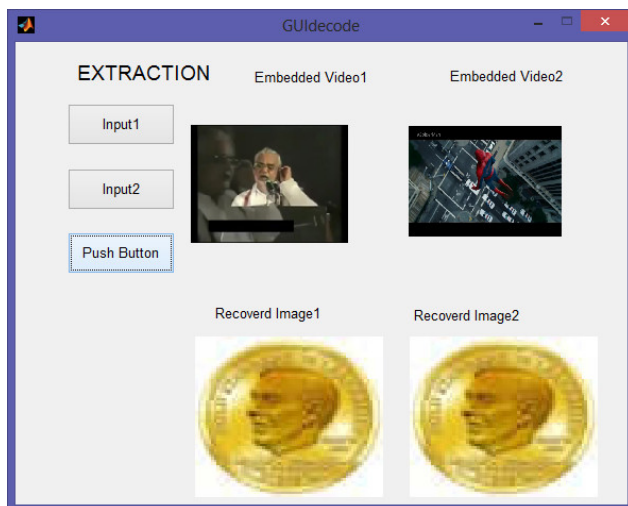 GUIdecode
EXTRACTION
Embedded Video1
Embedded Video2
Input1
Input2
Push Button
Recoverd Image1
Recoverd Image2